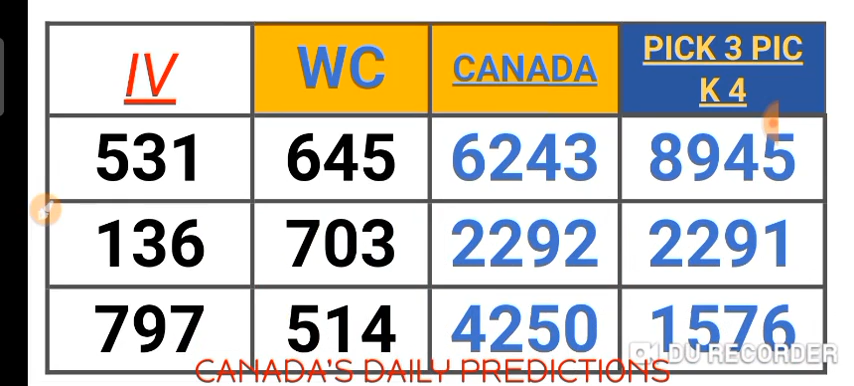 IV WC CANADA PICK 3 PIC
K 4
531 645 6243 8945
136 703 2292 2291
797 514 4250 1576
CANADA'S DAILY PREDICTIONS
DU RECORDER